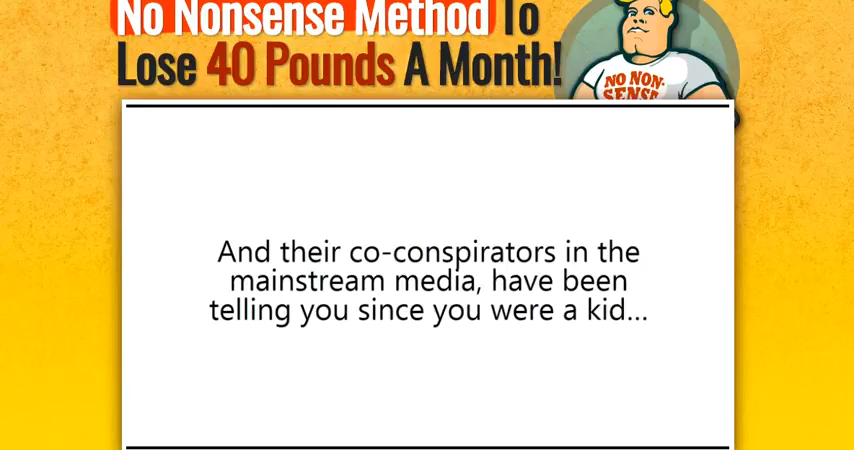 No Nonsense Method To
Lose 40 Pounds A Month!
NO NON-
SENSE
And their co-conspirators in the
mainstream media, have been
telling you since you were a kid...